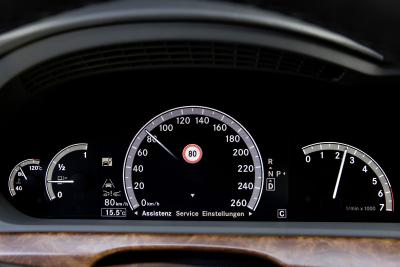 120°
80
40
1
½
0
80 km/h
15.5°C
0 km/h
20
40
60
80
100
120
140
160
180
200
220
240
260
80
R
N
P
D
Assistenz Service Einstellungen
C
0
1
2
3
4
5
6
7
1/min x 1000